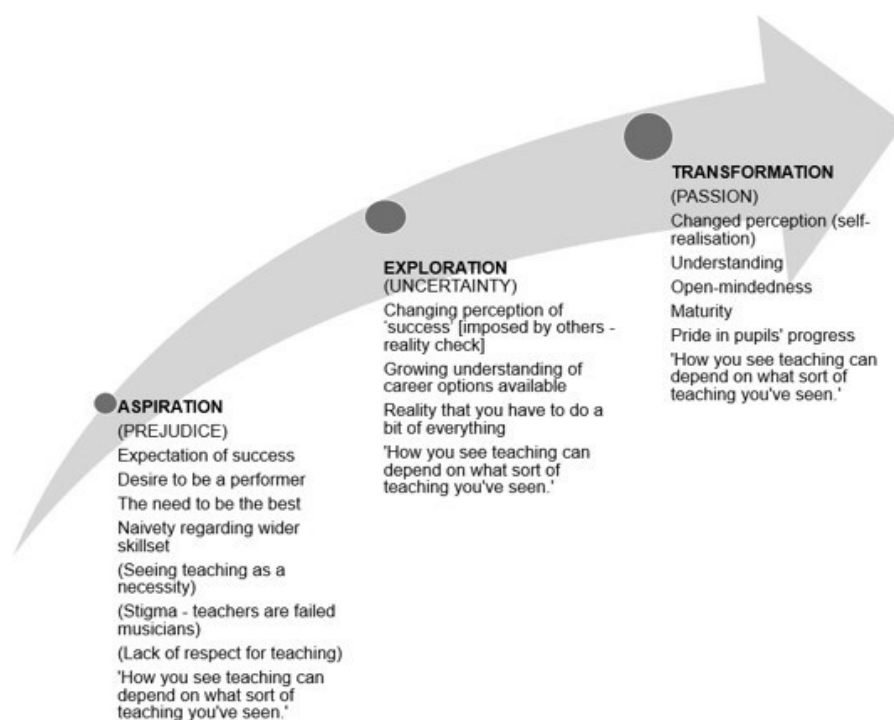 ASPIRATION
(PREJUDICE)
Expectation of success
Desire to be a performer
The need to be the best
Naivety regarding wider
skillset
(Seeing teaching as a
necessity)
(Stigma - teachers are failed
musicians)
(Lack of respect for teaching)
'How you see teaching can
depend on what sort of
teaching you've seen.'
EXPLORATION
(UNCERTAINTY)
Changing perception of
'success' [imposed by others -
reality check]
Growing understanding of
career options available
Reality that you have to do a
bit of everything
'How you see teaching can
depend on what sort of
teaching you've seen.'
TRANSFORMATION
(PASSION)
Changed perception (self-
realisation)
Understanding
Open-mindedness
Maturity
Pride in pupils' progress
'How you see teaching can
depend on what sort of
teaching you've seen.'